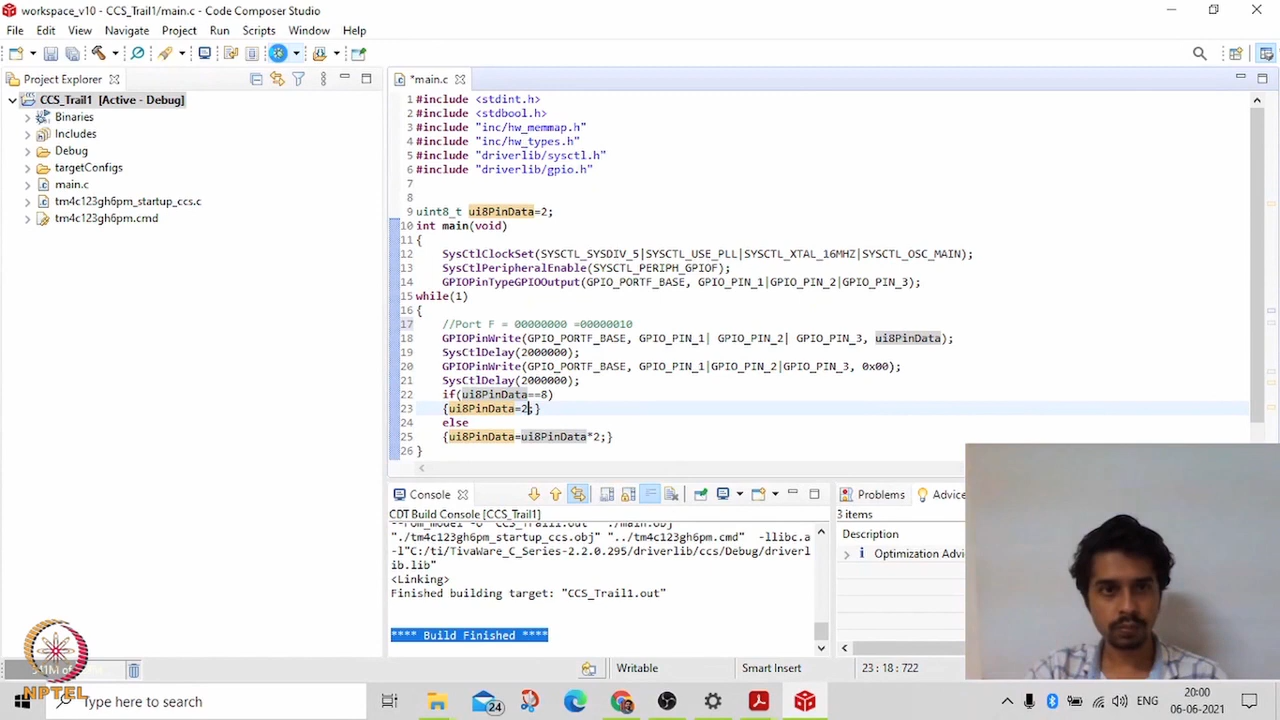 workspace_v10 - CCS_Trail1/main.c - Code Composer Studio
File Edit View Navigate Project Run Scripts Window Help
Project Explorer
*main.c
CCS_Trail1 [Active - Debug]
Binaries
Includes
Debug
targetConfigs
main.c
tm4c123gh6pm_startup_ccs.c
tm4c123gh6pm.cmd
1 #include <stdint.h>
2 #include <stdbool.h>
3 #include "inc/hw_memmap.h"
4 #include "inc/hw_types.h"
5 #include "driverlib/sysctl.h"
6 #include "driverlib/gpio.h"
7
8
9 uint8_t ui8PinData=2;
10 int main(void)
11 {
12 SysCtlClockSet(SYSCTL_SYSDIV_5|SYSCTL_USE_PLL|SYSCTL_XTAL_16MHZ|SYSCTL_OSC_MAIN);
13 SysCtlPeripheralEnable(SYSCTL_PERIPH_GPIOF);
14 GPIOPinTypeGPIOOutput(GPIO_PORTF_BASE, GPIO_PIN_1|GPIO_PIN_2|GPIO_PIN_3);
15 while(1)
16 {
17 //Port F = 00000000 =00000010
18 GPIOPinWrite(GPIO_PORTF_BASE, GPIO_PIN_1| GPIO_PIN_2| GPIO_PIN_3, ui8PinData);
19 SysCtlDelay(2000000);
20 GPIOPinWrite(GPIO_PORTF_BASE, GPIO_PIN_1|GPIO_PIN_2|GPIO_PIN_3, 0x00);
21 SysCtlDelay(2000000);
22 if(ui8PinData==8)
23 {ui8PinData=2;}
24 else
25 {ui8PinData=ui8PinData*2;}
26 }
Console
CDT Build Console [CCS_Trail1]
--rom_model -o "CCS_Trail1.out" "./main.obj"
"./tm4c123gh6pm_startup_ccs.obj" "../tm4c123gh6pm.cmd" -llibc.a
-l"C:/ti/TivaWare_C_Series-2.2.0.295/driverlib/ccs/Debug/driverl
ib.lib"
<Linking>
Finished building target: "CCS_Trail1.out"
**** Build Finished ****
Problems Advice
3 items
Description
Optimization Advi
Writable Smart Insert 23 : 18 : 722
NPTEL
Type here to search
24
ENG
20:00
06-06-2021